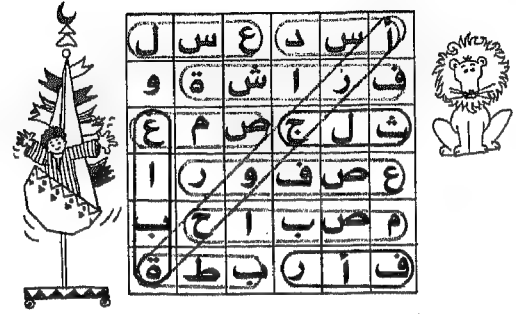 أ س د ع س ل
ف ر ا ش ة و
ث ل ج ص م ع
ع ص ف و ر ا
م ص ب ا ح ب
ف أ ر ب ط ة